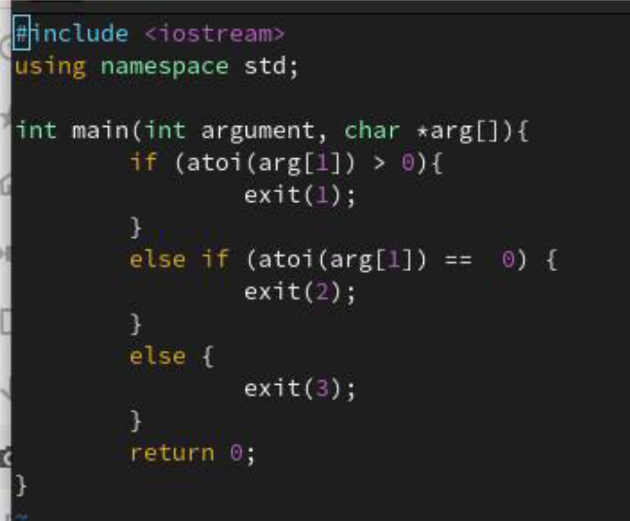 #include <iostream>
using namespace std;

int main(int argument, char *arg[]){
        if (atoi(arg[1]) > 0){
                exit(1);
        }
        else if (atoi(arg[1]) ==  0) {
                exit(2);
        }
        else {
                exit(3);
        }
        return 0;
}
~